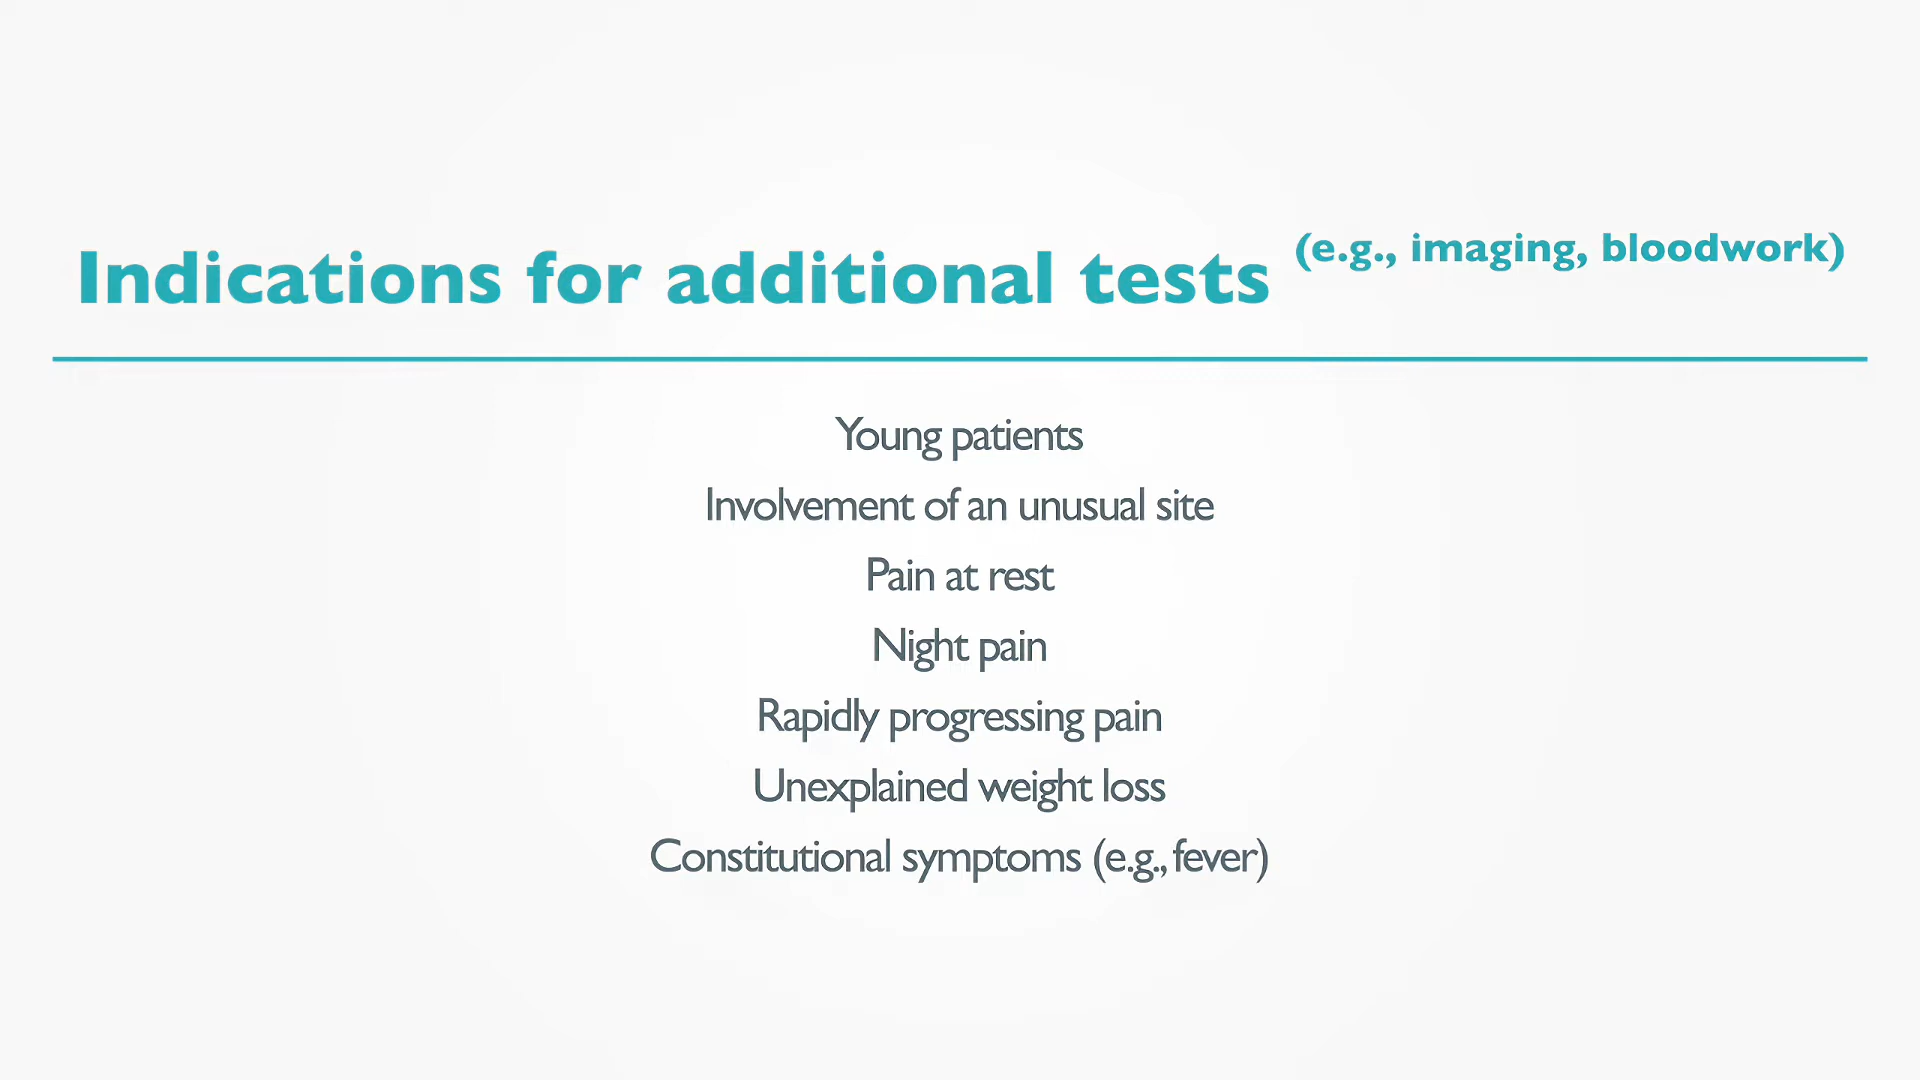 Indications for additional tests (e.g., imaging, bloodwork)
Young patients
Involvement of an unusual site
Pain at rest
Night pain
Rapidly progressing pain
Unexplained weight loss
Constitutional symptoms (e.g., fever)